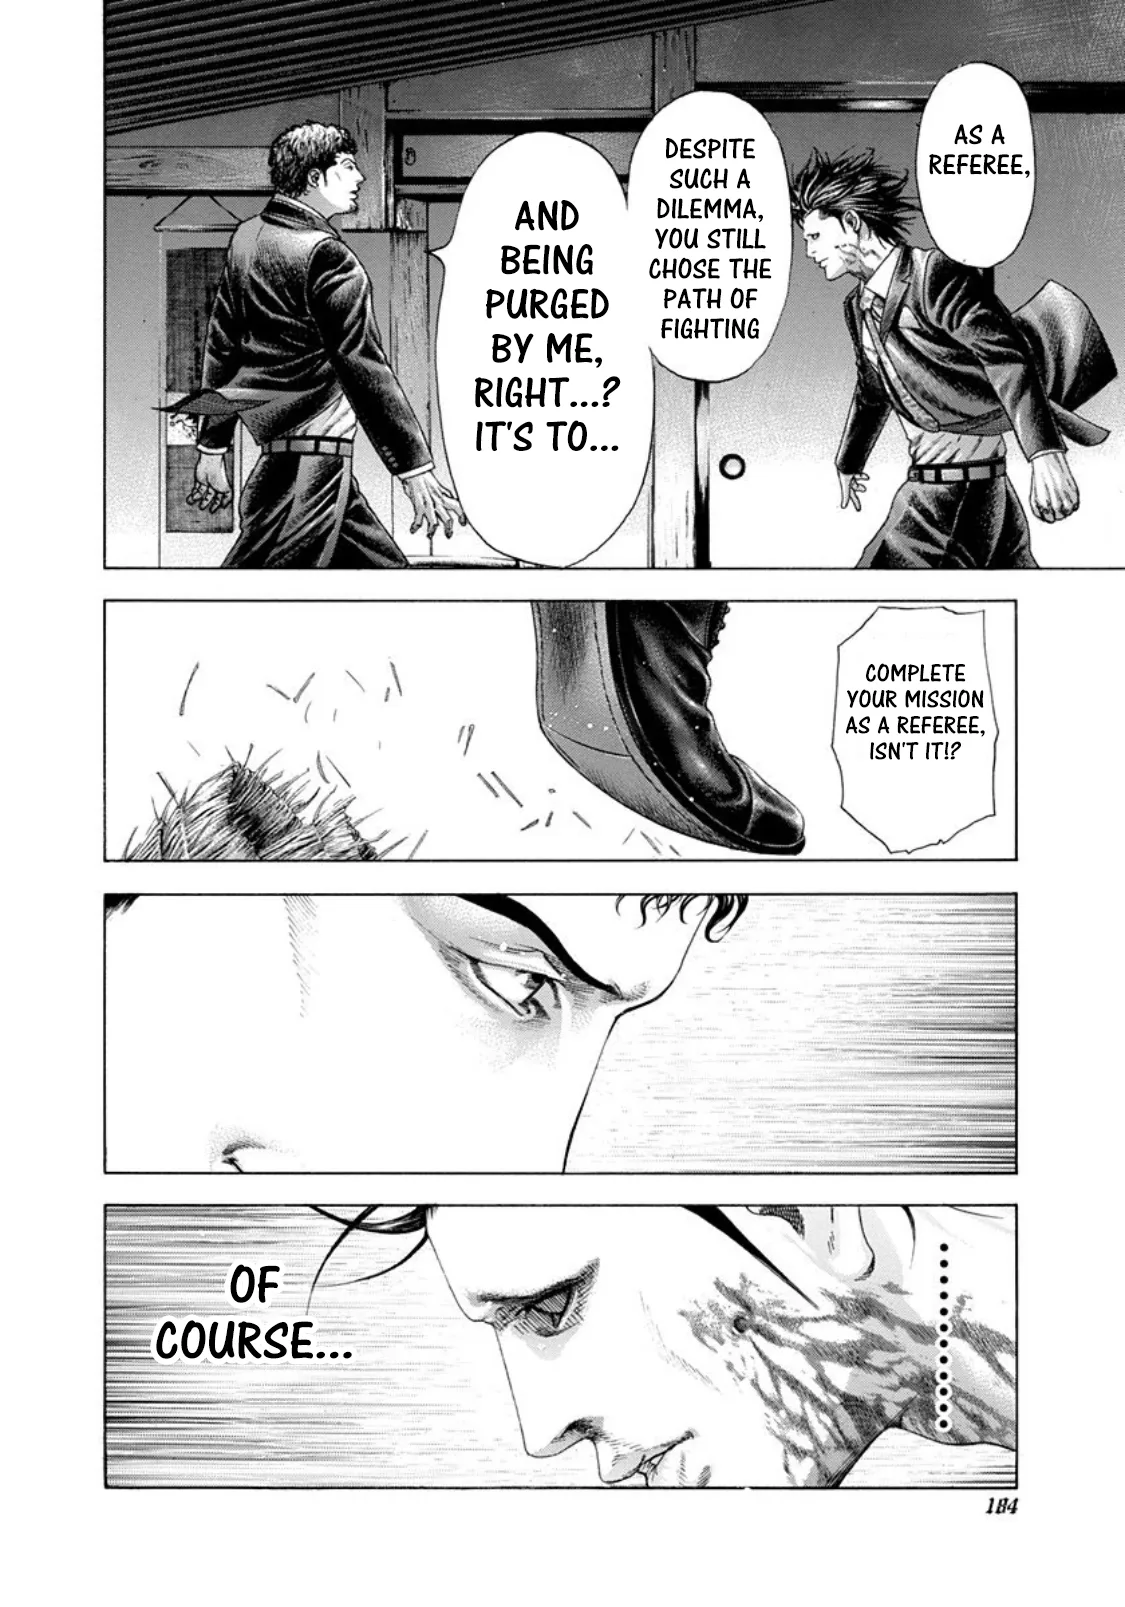 AS A
REFEREE,
DESPITE
SUCH A
DILEMMA,
YOU STILL
CHOSE THE
PATH OF
FIGHTING
AND
BEING
PURGED
BY ME,
RIGHT...?
IT'S TO...
COMPLETE
YOUR MISSION
AS A REFEREE,
ISN'T IT!?
OF
COURSE...
184